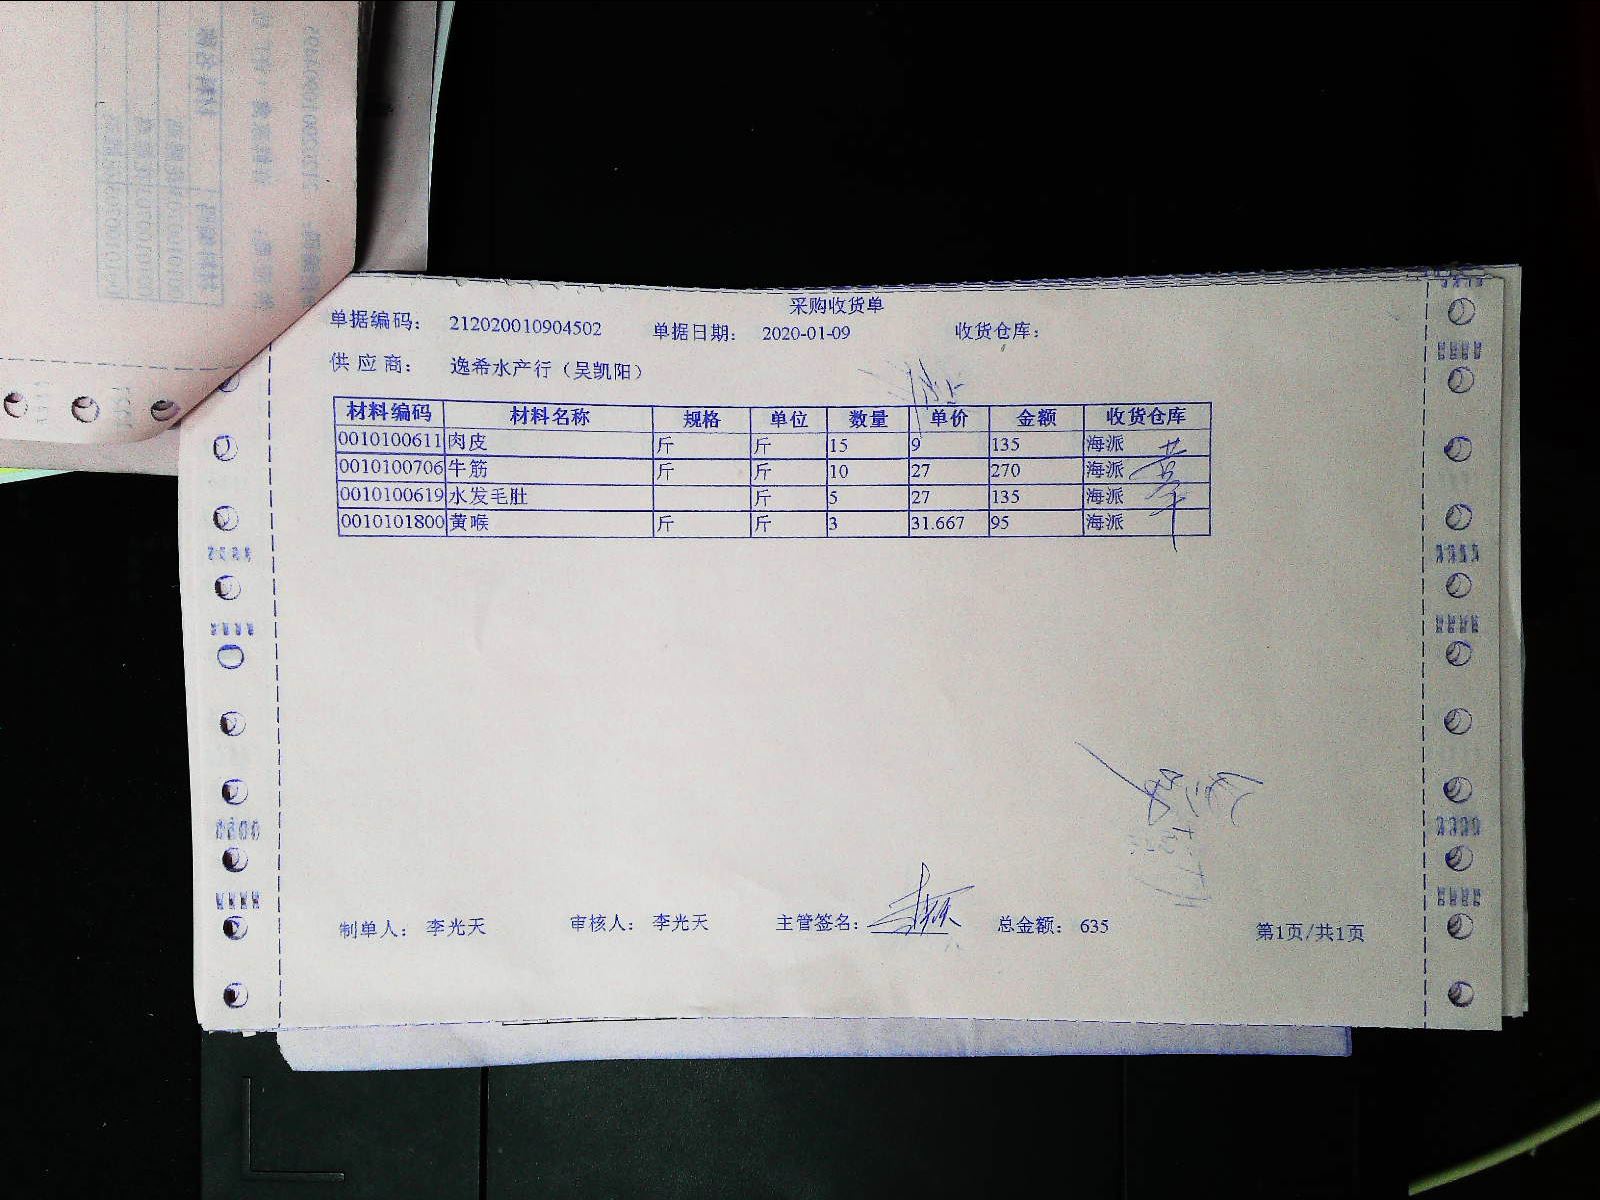 采购收货单
单据编码： 212020010904502 单据日期： 2020-01-09 收货仓库：
供应商： 逸希水产行（吴凯阳）
材料编码 材料名称 规格 单位 数量 单价 金额 收货仓库
0010100611 肉皮 斤 斤 15 9 135 海派
0010100706 牛筋 斤 斤 10 27 270 海派
0010100619 水发毛肚 斤 5 27 135 海派
0010101800 黄喉 斤 斤 3 31.667 95 海派
制单人： 李光天 审核人： 李光天 主管签名： 总金额： 635 第1页/共1页